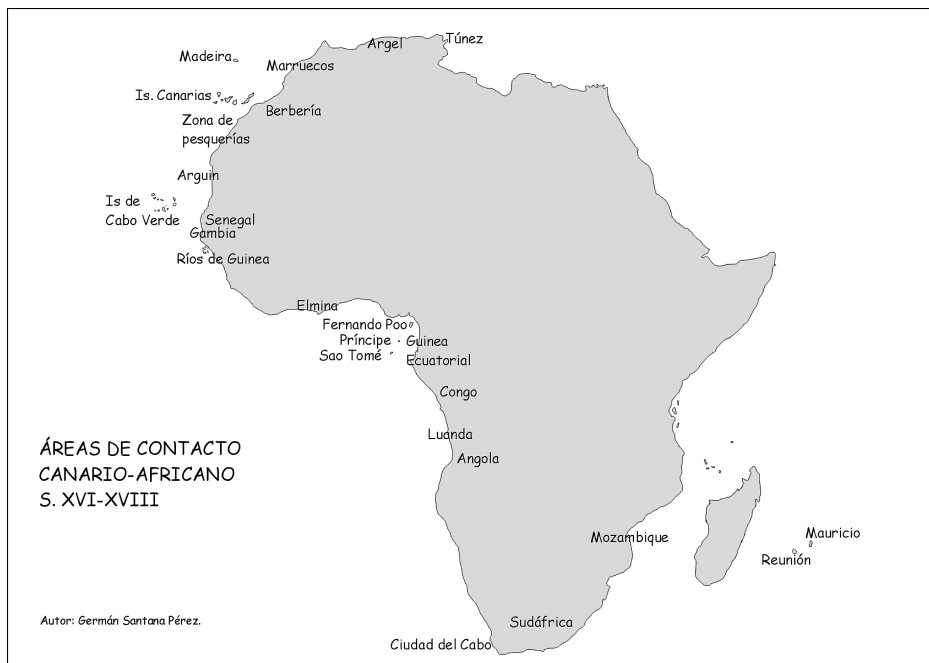 Argel
Túnez
Madeira
Marruecos
Is. Canarias
Berbería
Zona de
pesquerías
Arguin
Is de
Cabo Verde
Senegal
Gambia
Ríos de Guinea
Elmina
Fernando Poo
Príncipe
Guinea
Ecuatorial
Sao Tomé
Congo
Luanda
Angola
ÁREAS DE CONTACTO
CANARIO-AFRICANO
S. XVI-XVIII
Mozambique
Mauricio
Reunión
Autor: Germán Santana Pérez.
Sudáfrica
Ciudad del Cabo